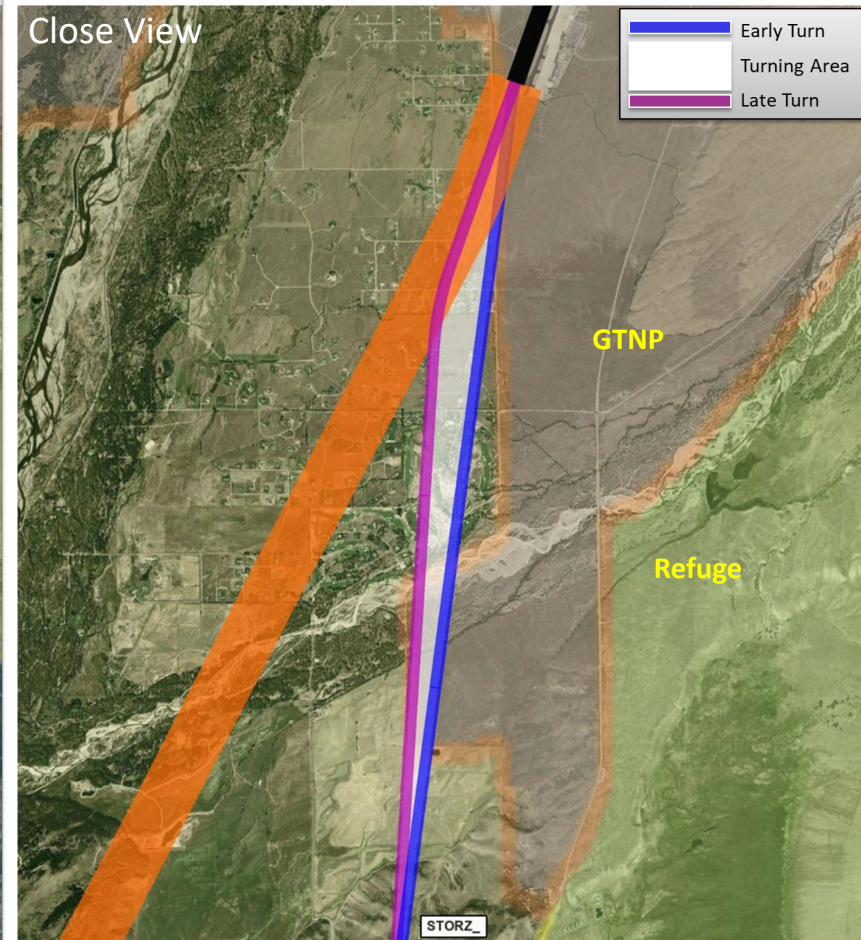 Close View
Early Turn
Turning Area
Late Turn
GTNP
Refuge
STORZ_